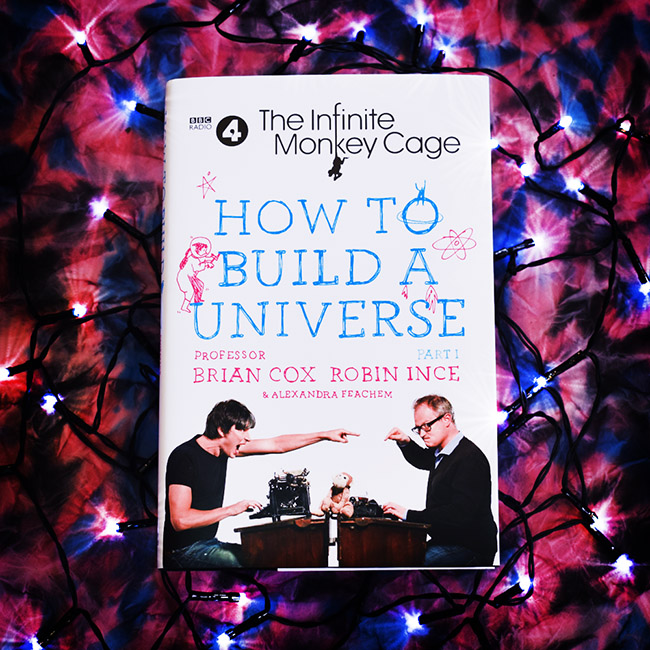 BBC
RADIO
4
The Infinite
Monkey Cage
HOW TO
BUILD A
UNIVERSE
PROFESSOR
PART 1
BRIAN COX ROBIN INCE
& ALEXANDRA FEACHEM